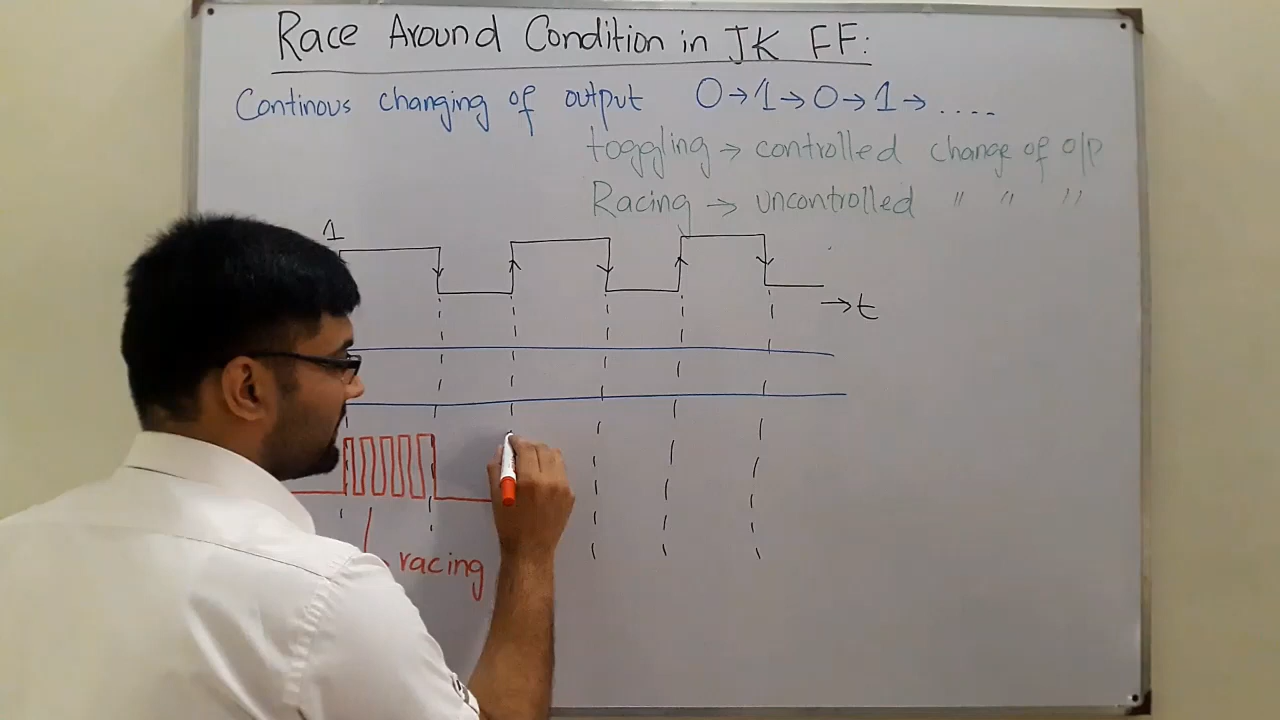 Race Around Condition in JK FF:
Continous changing of output 0→1→0→1→....
toggling → controlled change of o/p
Racing → uncontrolled " " "
1
→t
racing